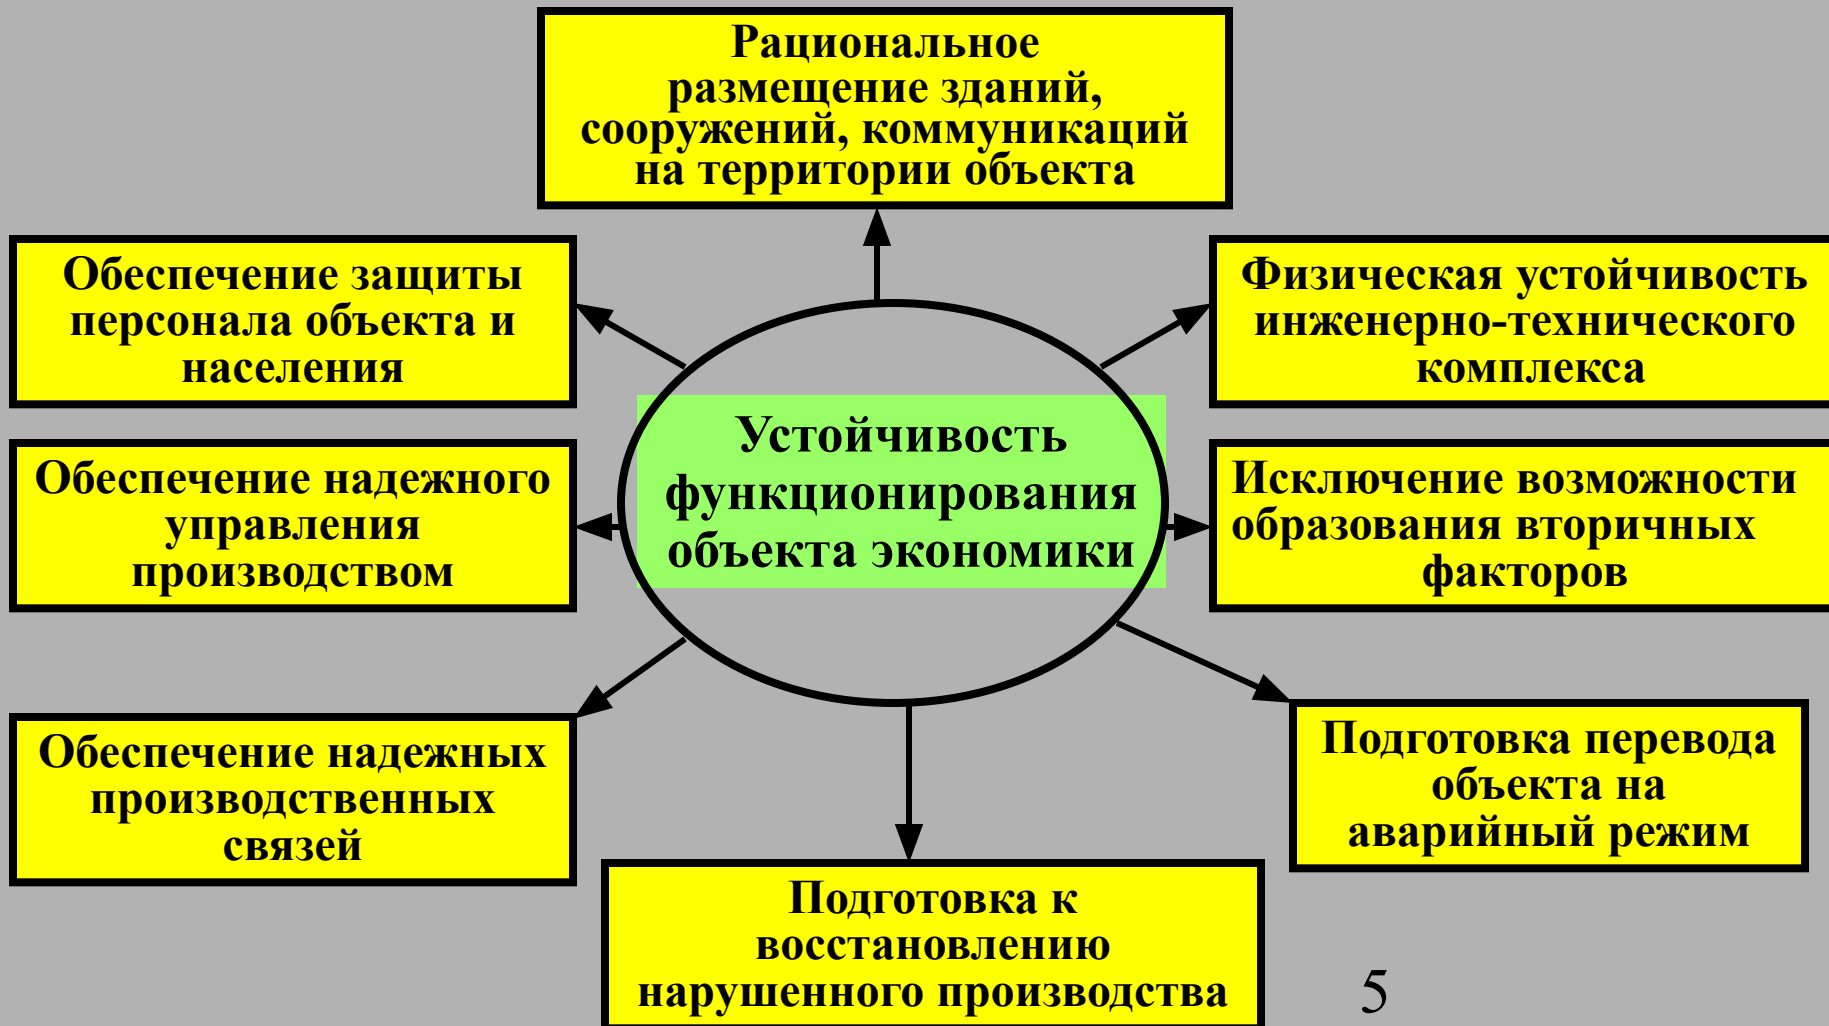 Рациональное
размещение зданий,
сооружений, коммуникаций
на территории объекта
Обеспечение защиты
персонала объекта и
населения
Физическая устойчивость
инженерно-технического
комплекса
Устойчивость
функционирования
объекта экономики
Обеспечение надежного
управления
производством
Исключение возможности
образования вторичных
факторов
Обеспечение надежных
производственных
связей
Подготовка перевода
объекта на
аварийный режим
Подготовка к
восстановлению
нарушенного производства
5